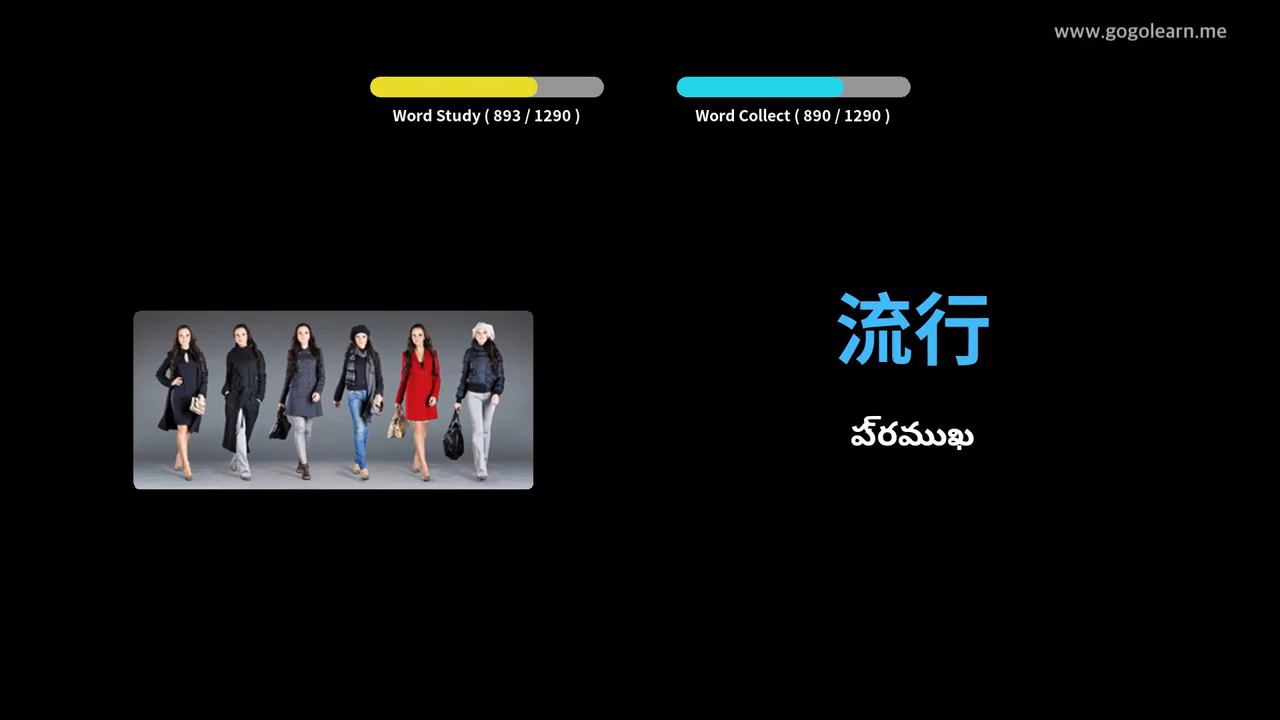 www.gogolearn.me
Word Study ( 893 / 1290 )
Word Collect ( 890 / 1290 )
流行
ప్రముఖ